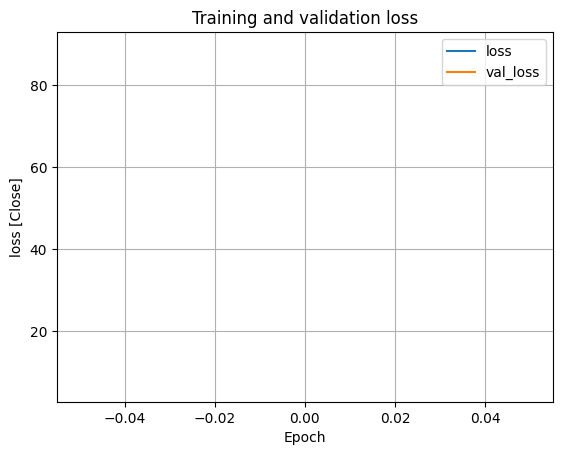 Training and validation loss
loss
val_loss
80
60
40
20
loss [Close]
−0.04
−0.02
0.00
0.02
0.04
Epoch